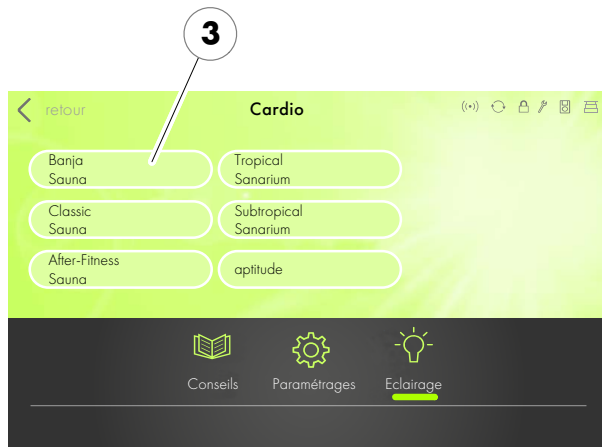 3
retour
Cardio
Banja
Sauna
Tropical
Sanarium
Classic
Sauna
Subtropical
Sanarium
After-Fitness
Sauna
aptitude
Conseils
Paramétrages
Eclairage